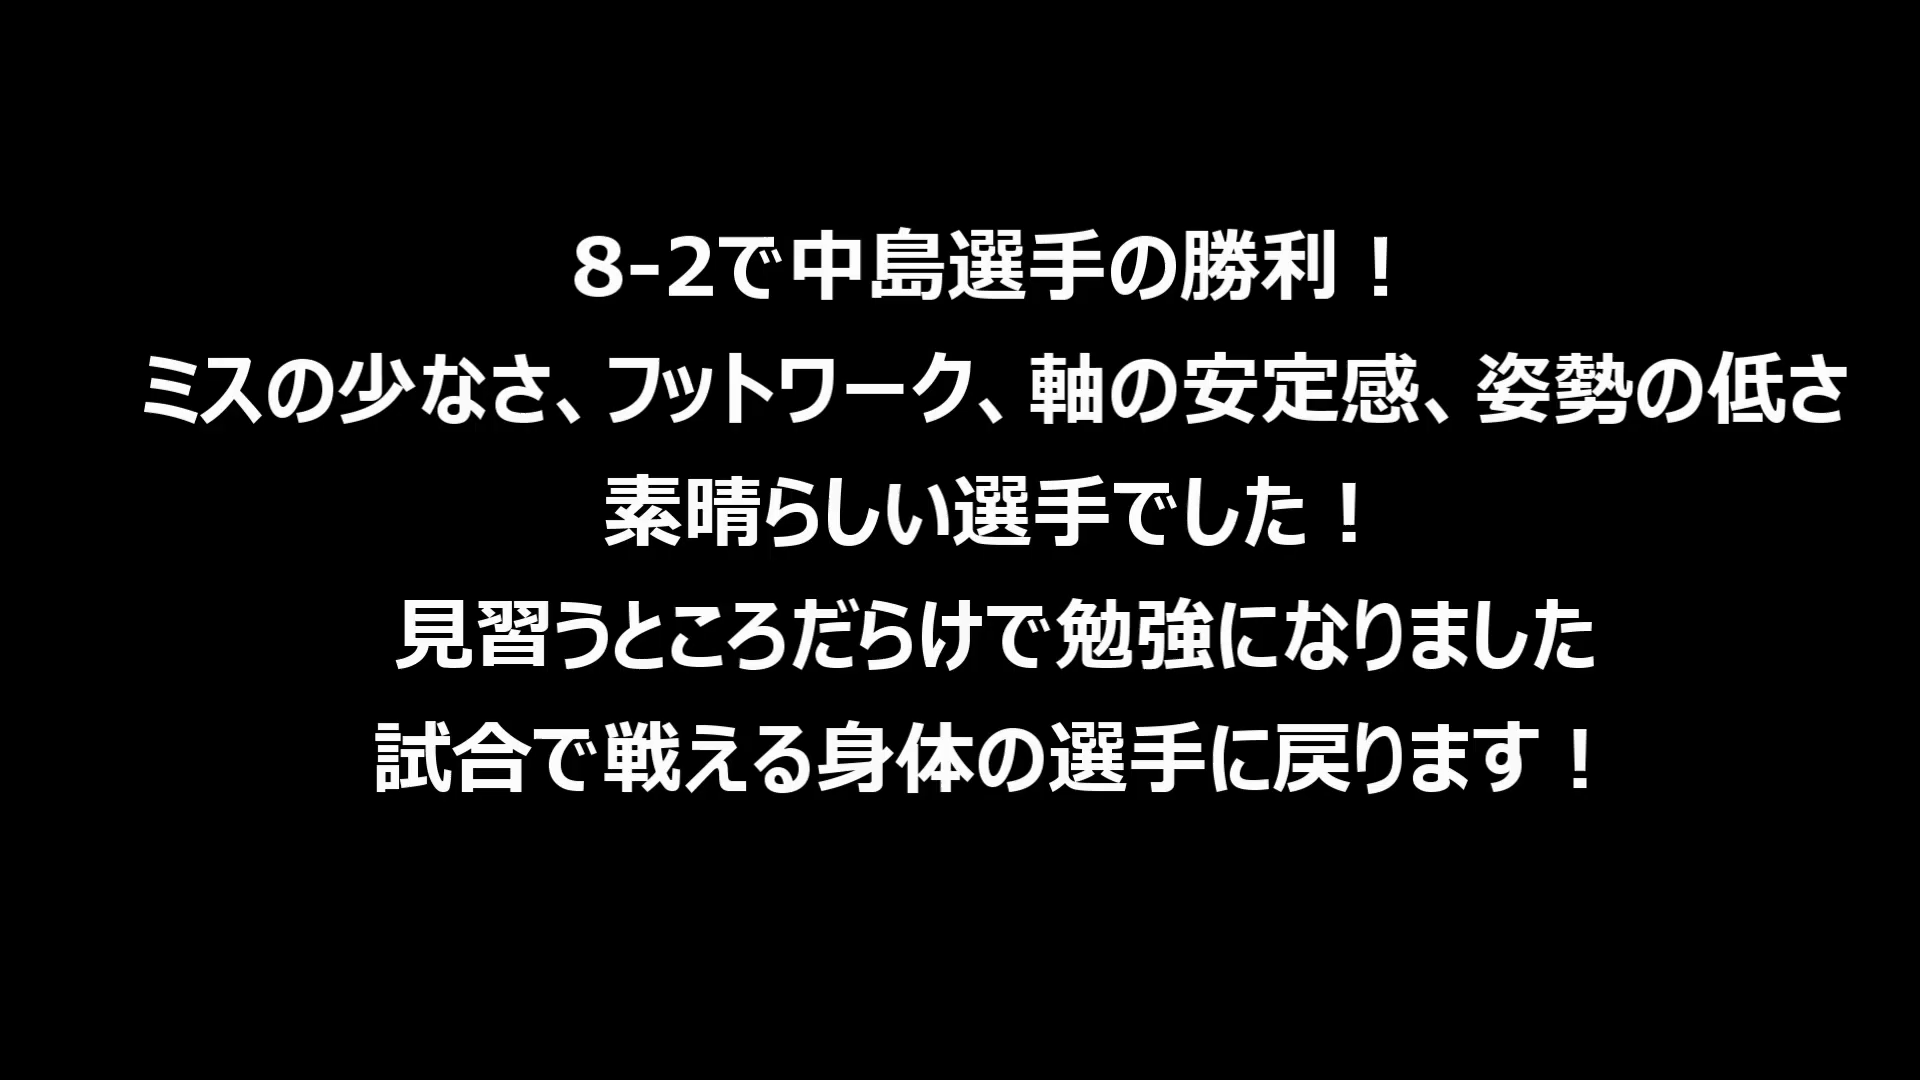 8-2で中島選手の勝利！
ミスの少なさ、フットワーク、軸の安定感、姿勢の低さ
素晴らしい選手でした！
見習うところだらけで勉強になりました
試合で戦える身体の選手に戻ります！